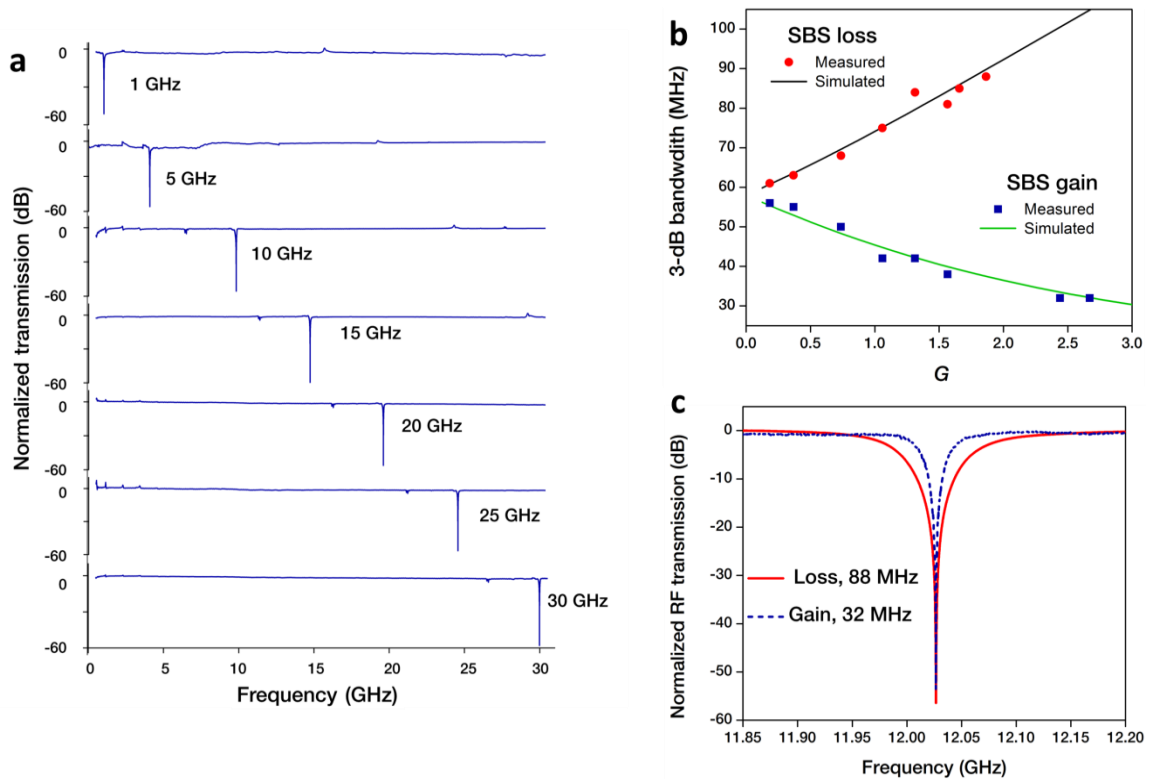 a
Normalized transmission (dB)
0
-60
1 GHz
0
-60
5 GHz
0
-60
10 GHz
0
-60
15 GHz
0
-60
20 GHz
0
-60
25 GHz
0
-60
30 GHz
0 5 10 15 20 25 30
Frequency (GHz)
b
3-dB bandwdith (MHz)
100
90
80
70
60
50
40
30
SBS loss
Measured
Simulated
SBS gain
Measured
Simulated
0.0 0.5 1.0 1.5 2.0 2.5 3.0
G
c
Normalized RF transmission (dB)
0
-10
-20
-30
-40
-50
-60
Loss, 88 MHz
Gain, 32 MHz
11.85 11.90 11.95 12.00 12.05 12.10 12.15 12.20
Frequency (GHz)